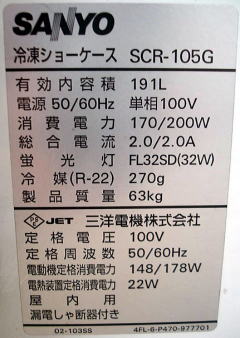 SANYO
冷凍ショーケース SCR-105G
有効内容積 191L
電源 50/60Hz 単相100V
消費電力 170/200W
総合電流 2.0/2.0A
蛍光灯 FL32SD(32W)
冷媒(R-22) 270g
製品質量 63kg
PSE JET 三洋電機株式会社
定格電圧 100V
定格周波数 50/60Hz
電動機定格消費電力 148/178W
電熱装置定格消費電力 22W
屋内用
漏電しゃ断器付き
02-103SS 4FL-6-P470-977701